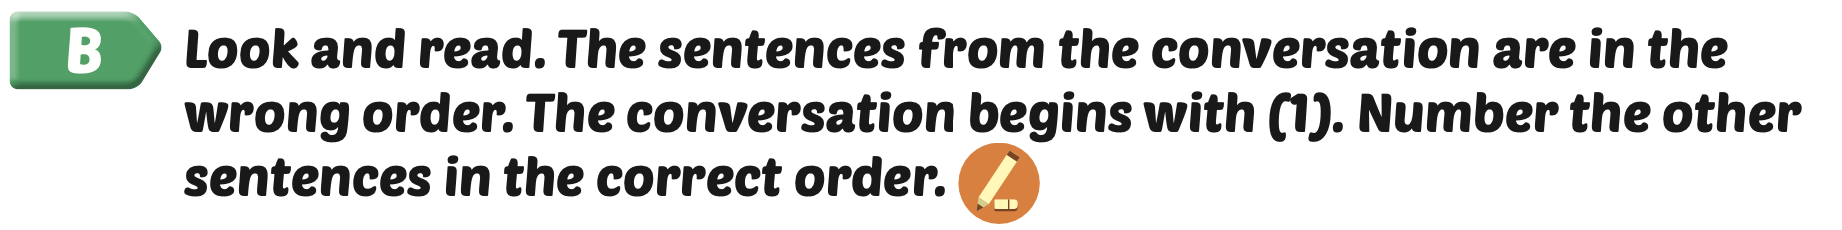 B Look and read. The sentences from the conversation are in the
wrong order. The conversation begins with (1). Number the other
sentences in the correct order.